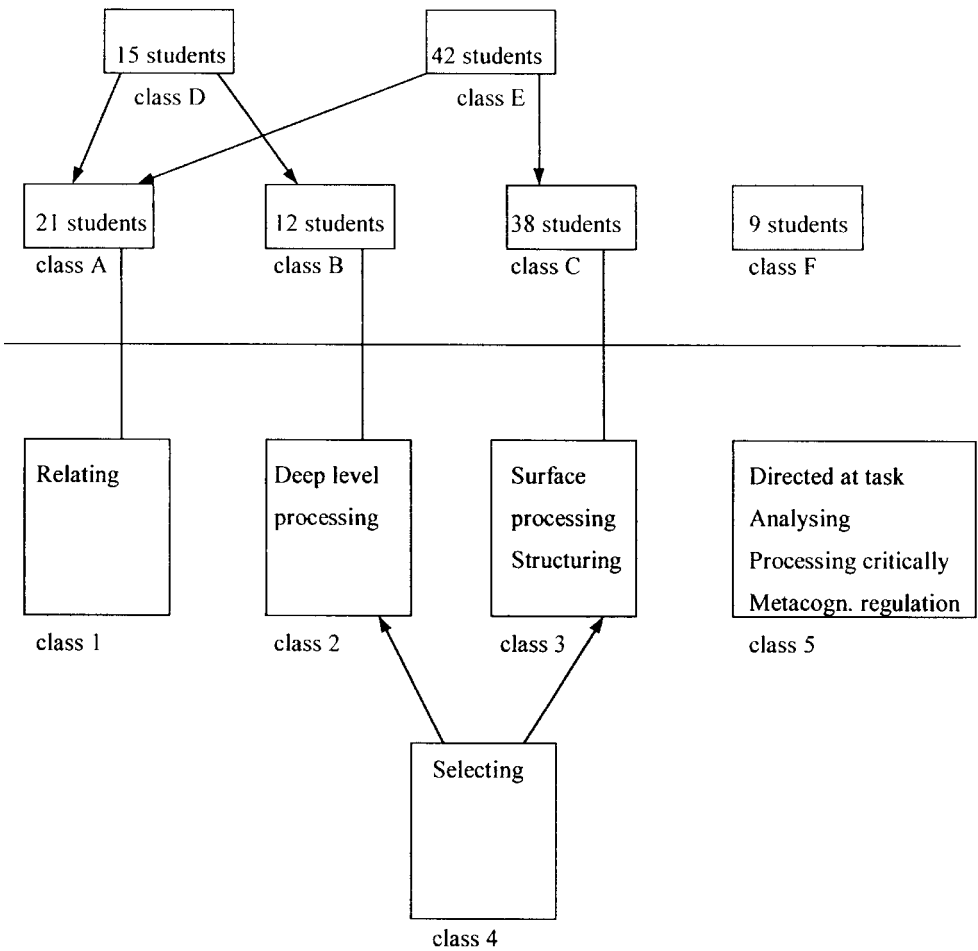 15 students
class D
42 students
class E
21 students
class A
12 students
class B
38 students
class C
9 students
class F
Relating
class 1
Deep level
processing
class 2
Surface
processing
Structuring
class 3
Directed at task
Analysing
Processing critically
Metacogn. regulation
class 5
Selecting
class 4